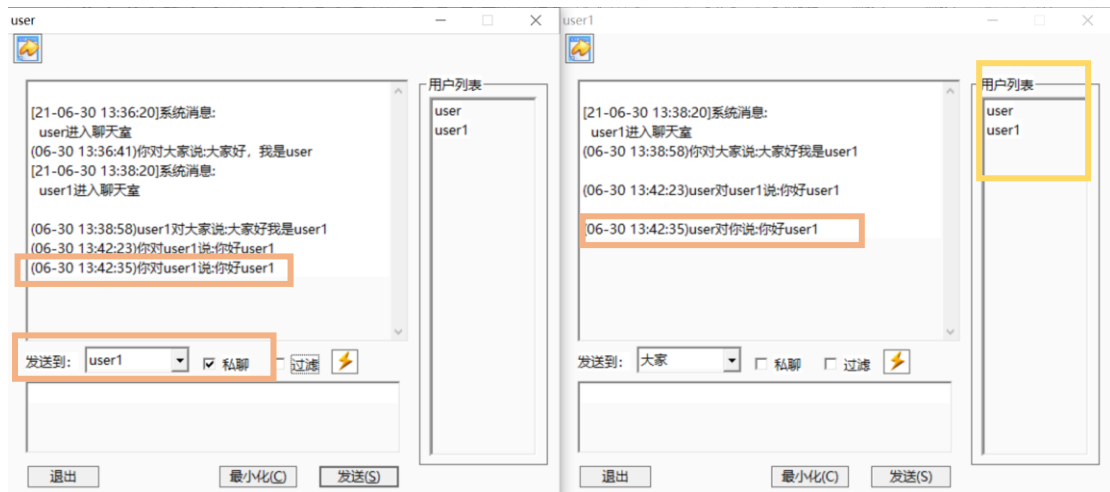 user
用户列表
user
user1
[21-06-30 13:36:20]系统消息:
user进入聊天室
(06-30 13:36:41)你对大家说:大家好，我是user
[21-06-30 13:38:20]系统消息:
user1进入聊天室
(06-30 13:38:58)user1对大家说:大家好我是user1
(06-30 13:42:23)你对user1说:你好user1
(06-30 13:42:35)你对user1说:你好user1
发送到: user1 私聊 过滤
退出 最小化(C) 发送(S)
user1
用户列表
user
user1
[21-06-30 13:38:20]系统消息:
user1进入聊天室
(06-30 13:38:58)你对大家说:大家好我是user1
(06-30 13:42:23)user对user1说:你好user1
(06-30 13:42:35)user对你说:你好user1
发送到: 大家 私聊 过滤
退出 最小化(C) 发送(S)